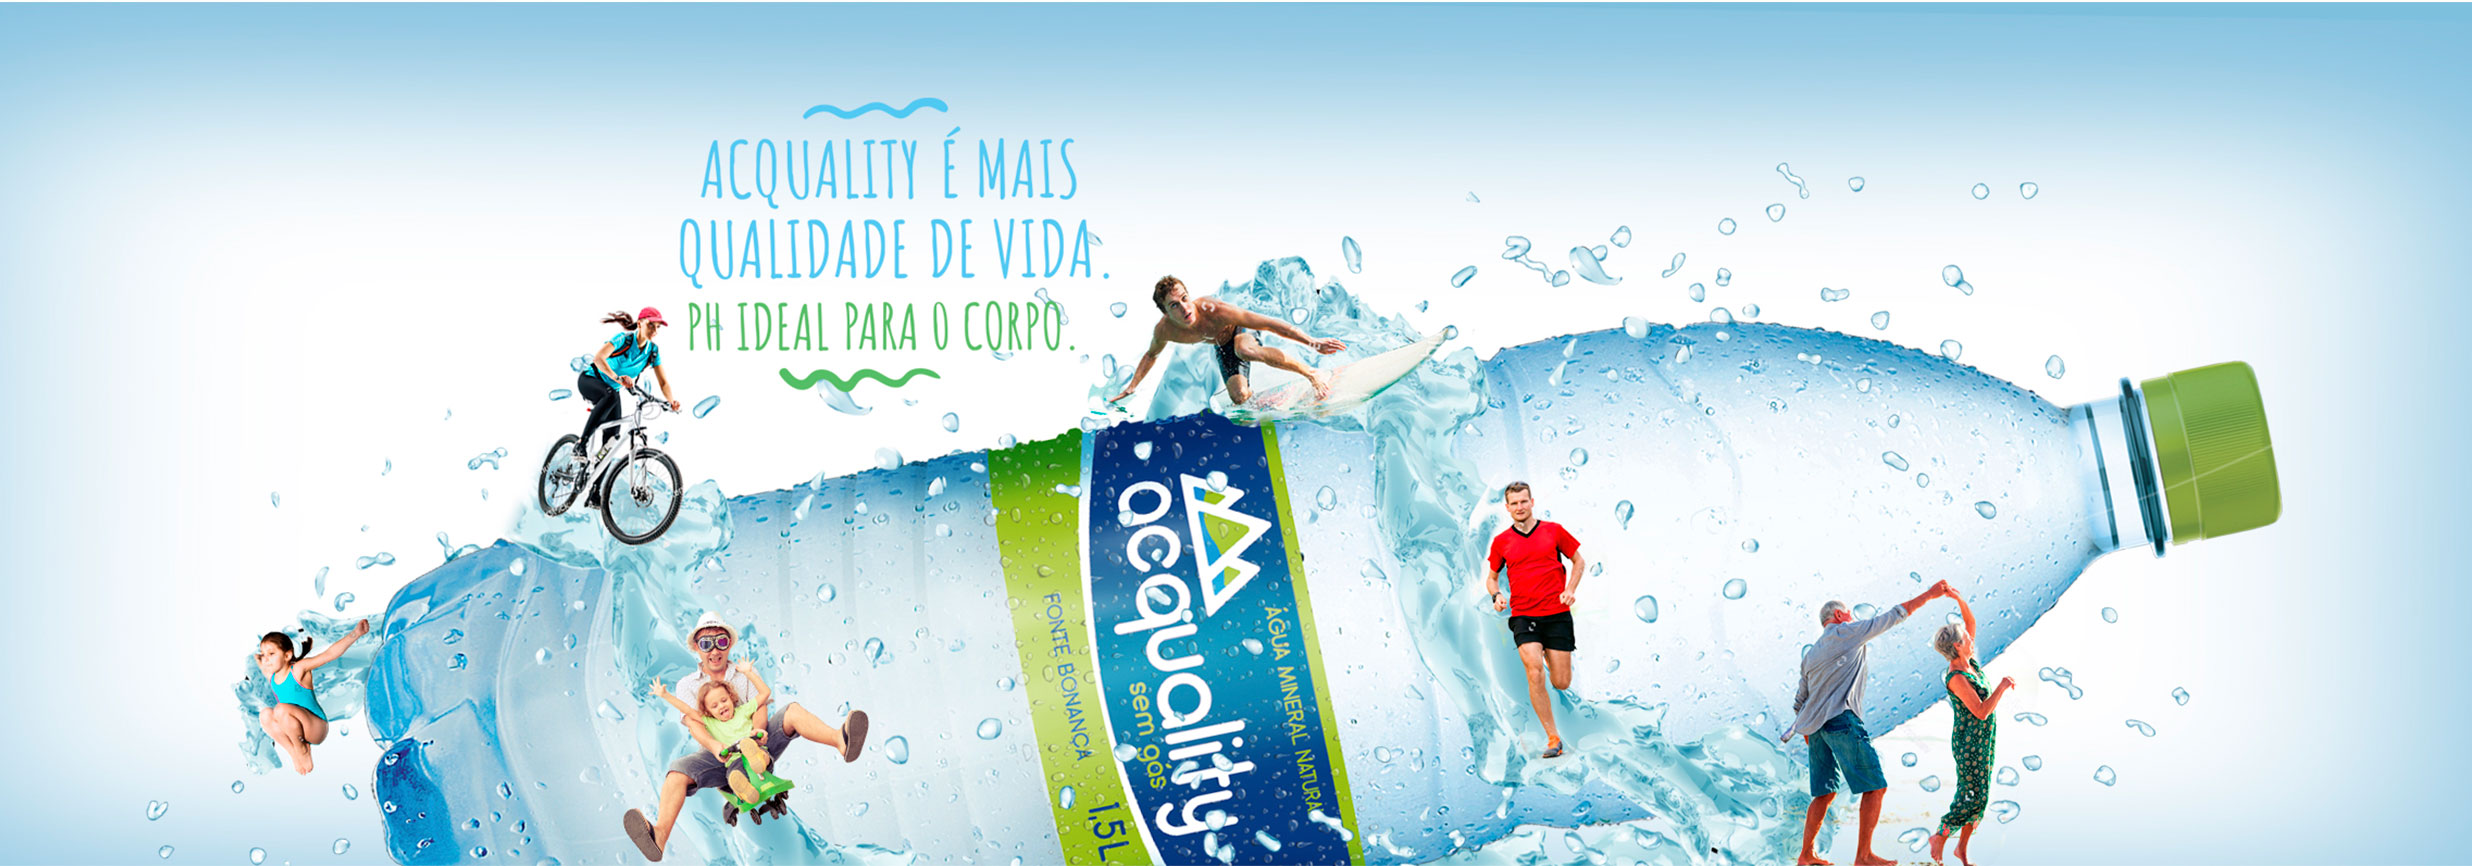 ACQUALITY É MAIS
QUALIDADE DE VIDA.
PH IDEAL PARA O CORPO.
FONTE BONANÇA
1,5L
acquality
sem gás
ÁGUA MINERAL NATURAL